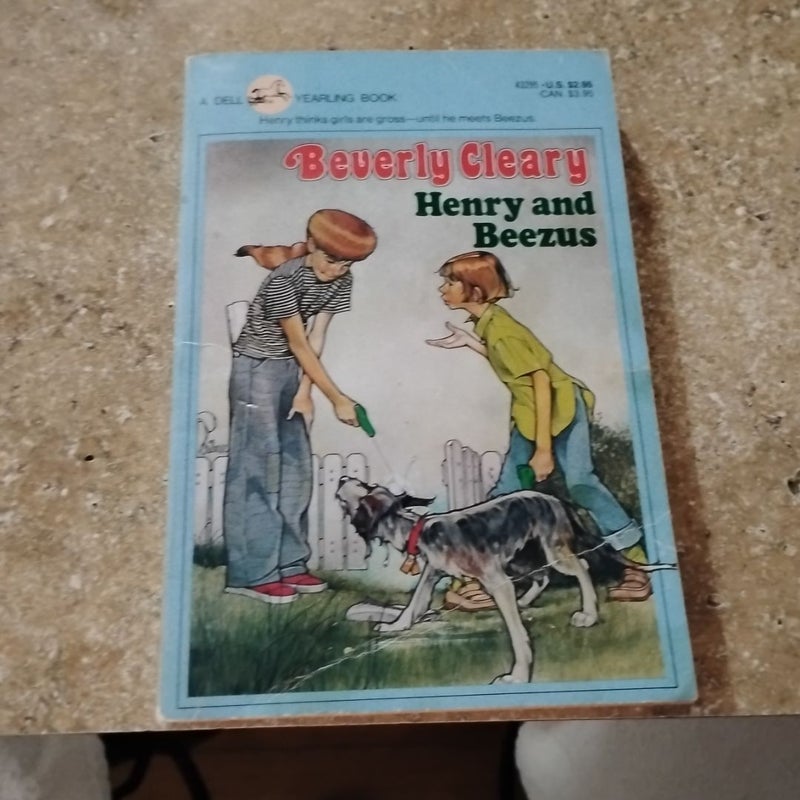 A DELL YEARLING BOOK
43295 · U.S. $2.95
CAN. $3.95
Henry thinks girls are gross—until he meets Beezus.
Beverly Cleary
Henry and
Beezus